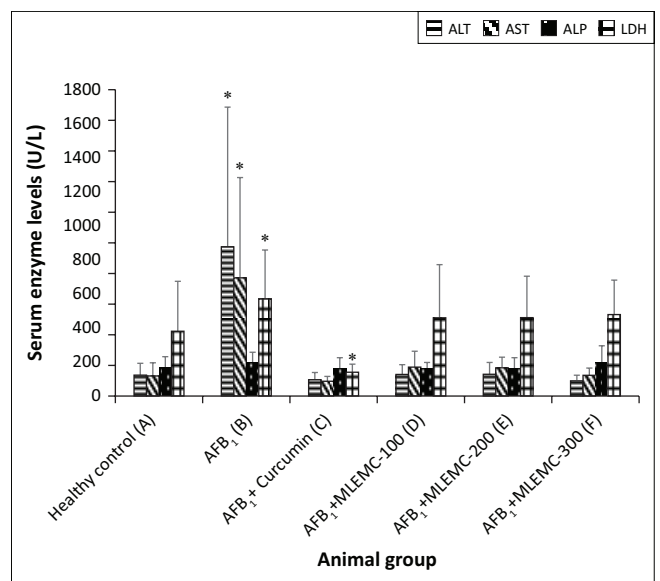 ALT AST ALP LDH
Serum enzyme levels (U/L)
1800
1600
1400
1200
1000
800
600
400
200
0
*
*
*
*
Healthy control (A)
AFB₁ (B)
AFB₁+ Curcumin (C)
AFB₁+MLEMC-100 (D)
AFB₁+MLEMC-200 (E)
AFB₁+MLEMC-300 (F)
Animal group